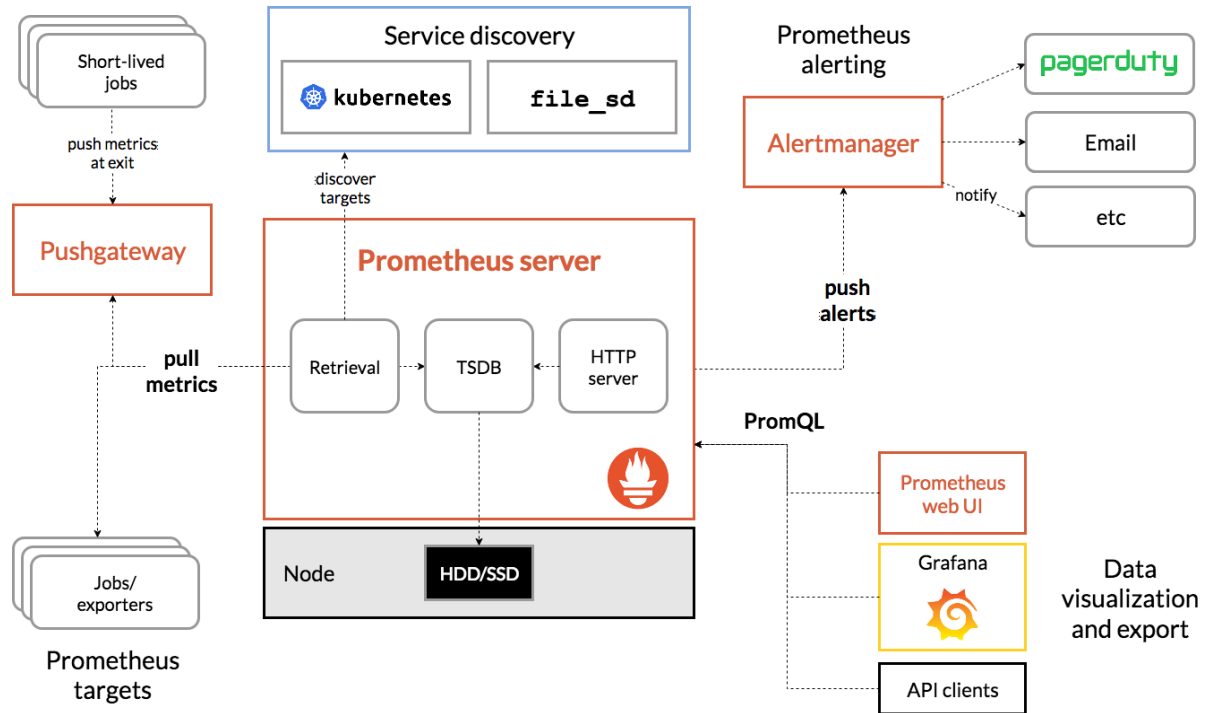 Short-lived
jobs
push metrics
at exit
Pushgateway
pull
metrics
Jobs/
exporters
Prometheus
targets
Service discovery
kubernetes
file_sd
discover
targets
Prometheus server
Retrieval
TSDB
HTTP
server
Node
HDD/SSD
Prometheus
alerting
Alertmanager
pagerduty
Email
notify
etc
push
alerts
PromQL
Prometheus
web UI
Grafana
API clients
Data
visualization
and export